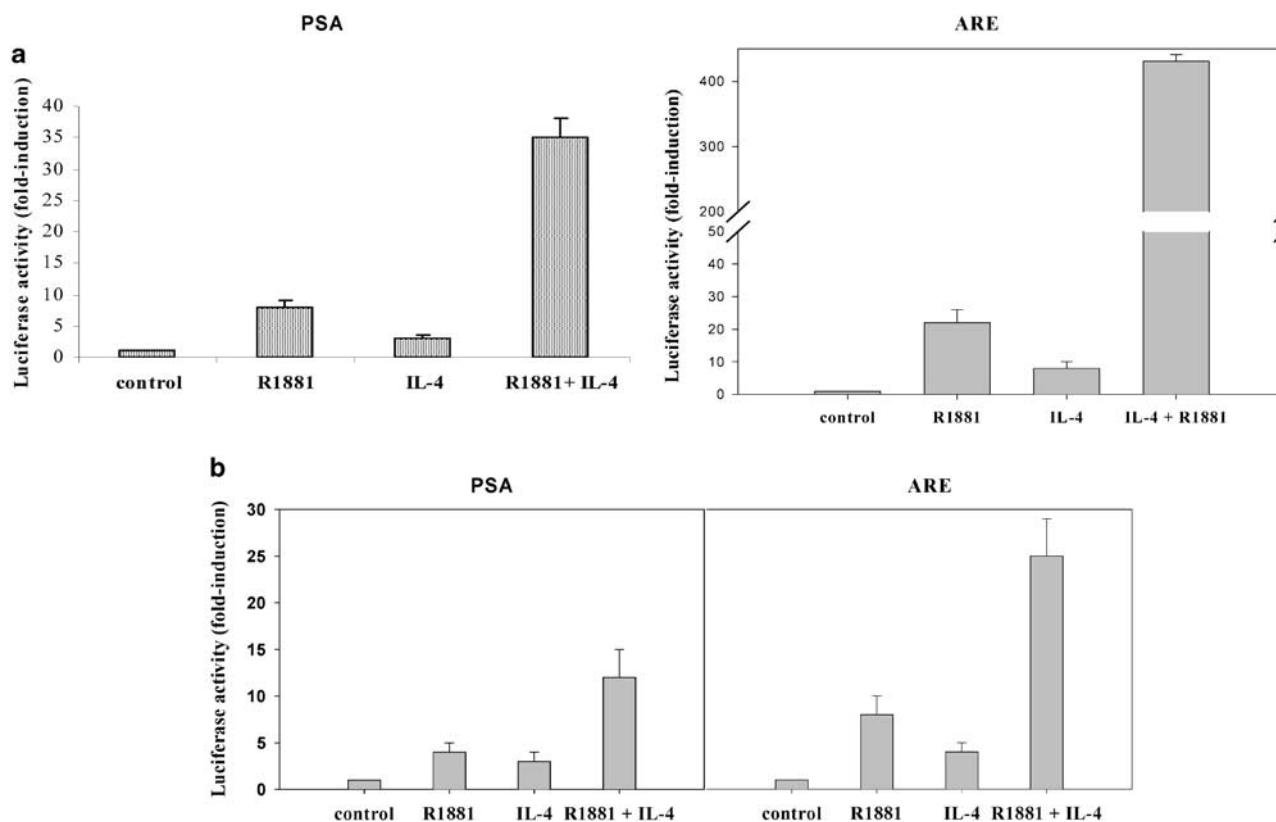 PSA
ARE
a
Luciferase activity (fold-induction)
40
35
30
25
20
15
10
5
0
control R1881 IL-4 R1881+ IL-4
Luciferase activity (fold-induction)
400
300
200
50
40
30
20
10
0
control R1881 IL-4 IL-4 + R1881
b
PSA
ARE
Luciferase activity (fold-induction)
30
25
20
15
10
5
0
control R1881 IL-4 R1881 + IL-4
control R1881 IL-4 R1881 + IL-4